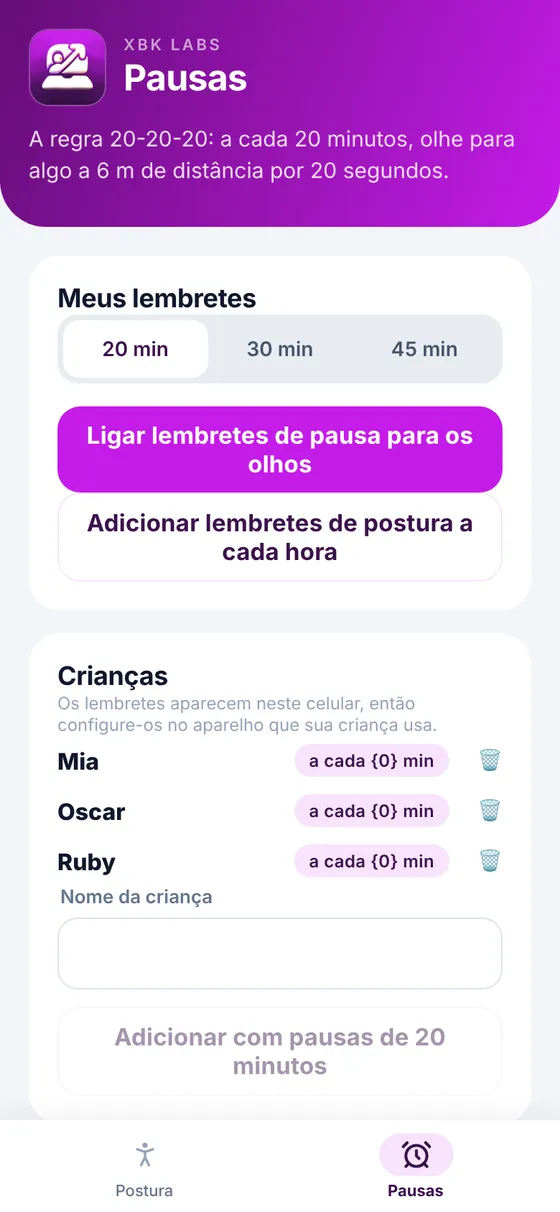 XBK LABS
Pausas
A regra 20-20-20: a cada 20 minutos, olhe para
algo a 6 m de distância por 20 segundos.
Meus lembretes
20 min
30 min
45 min
Ligar lembretes de pausa para os
olhos
Adicionar lembretes de postura a
cada hora
Crianças
Os lembretes aparecem neste celular, então
configure-os no aparelho que sua criança usa.
Mia
a cada {0} min
Oscar
a cada {0} min
Ruby
a cada {0} min
Nome da criança
Adicionar com pausas de 20
minutos
Postura
Pausas